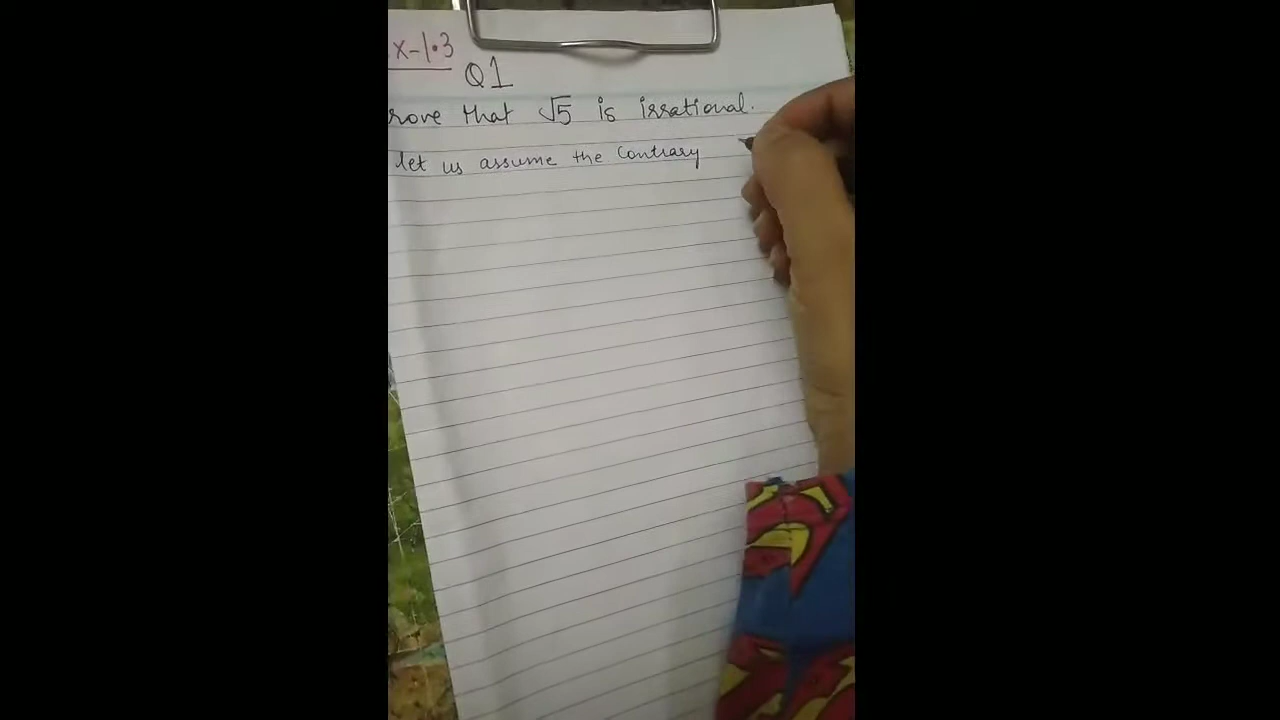 x-1.3
Q1
rove that √5 is irrational.
let us assume the contrary